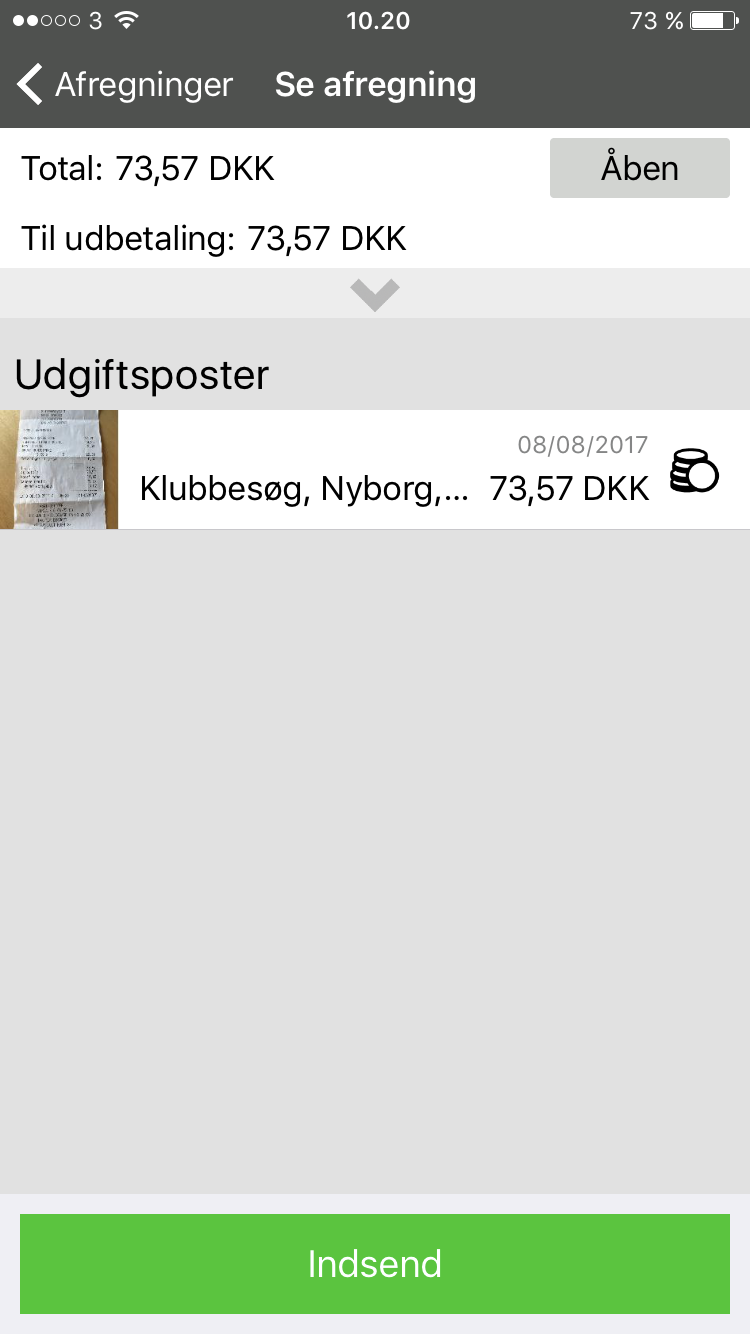 3 10.20 73 %
Afregninger Se afregning
Total: 73,57 DKK Åben
Til udbetaling: 73,57 DKK
Udgiftsposter
08/08/2017
Klubbesøg, Nyborg,... 73,57 DKK
Indsend